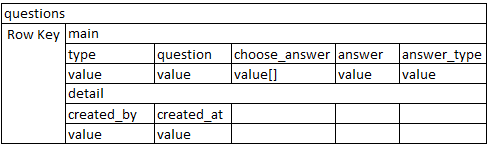 questions
Row Key main
type question choose_answer answer answer_type
value value value[] value value
detail
created_by created_at
value value